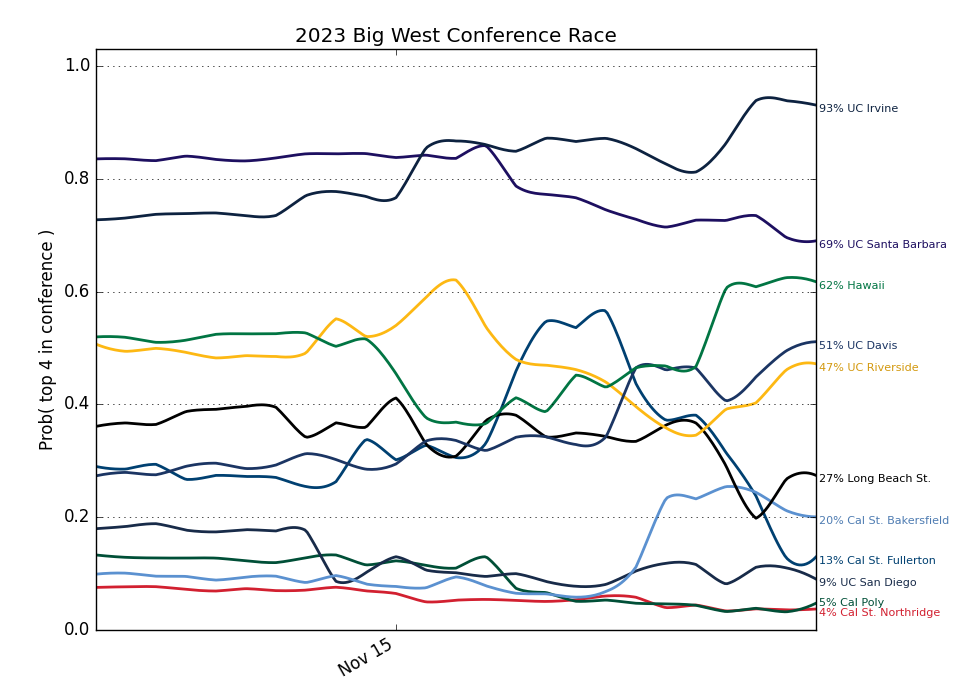 2023 Big West Conference Race
1.0
0.8
0.6
0.4
0.2
0.0
Prob( top 4 in conference )
Nov 15
93% UC Irvine
69% UC Santa Barbara
62% Hawaii
51% UC Davis
47% UC Riverside
27% Long Beach St.
20% Cal St. Bakersfield
13% Cal St. Fullerton
9% UC San Diego
5% Cal Poly
4% Cal St. Northridge